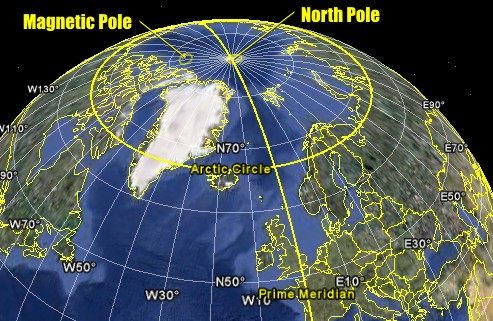 North Pole
Magnetic Pole
W130°
E90°
W110°
N70°
E70°
Arctic Circle
90°
E50°
W70°
E30°
W50°
N50°
E10°
W30°
W10°
Prime Meridian